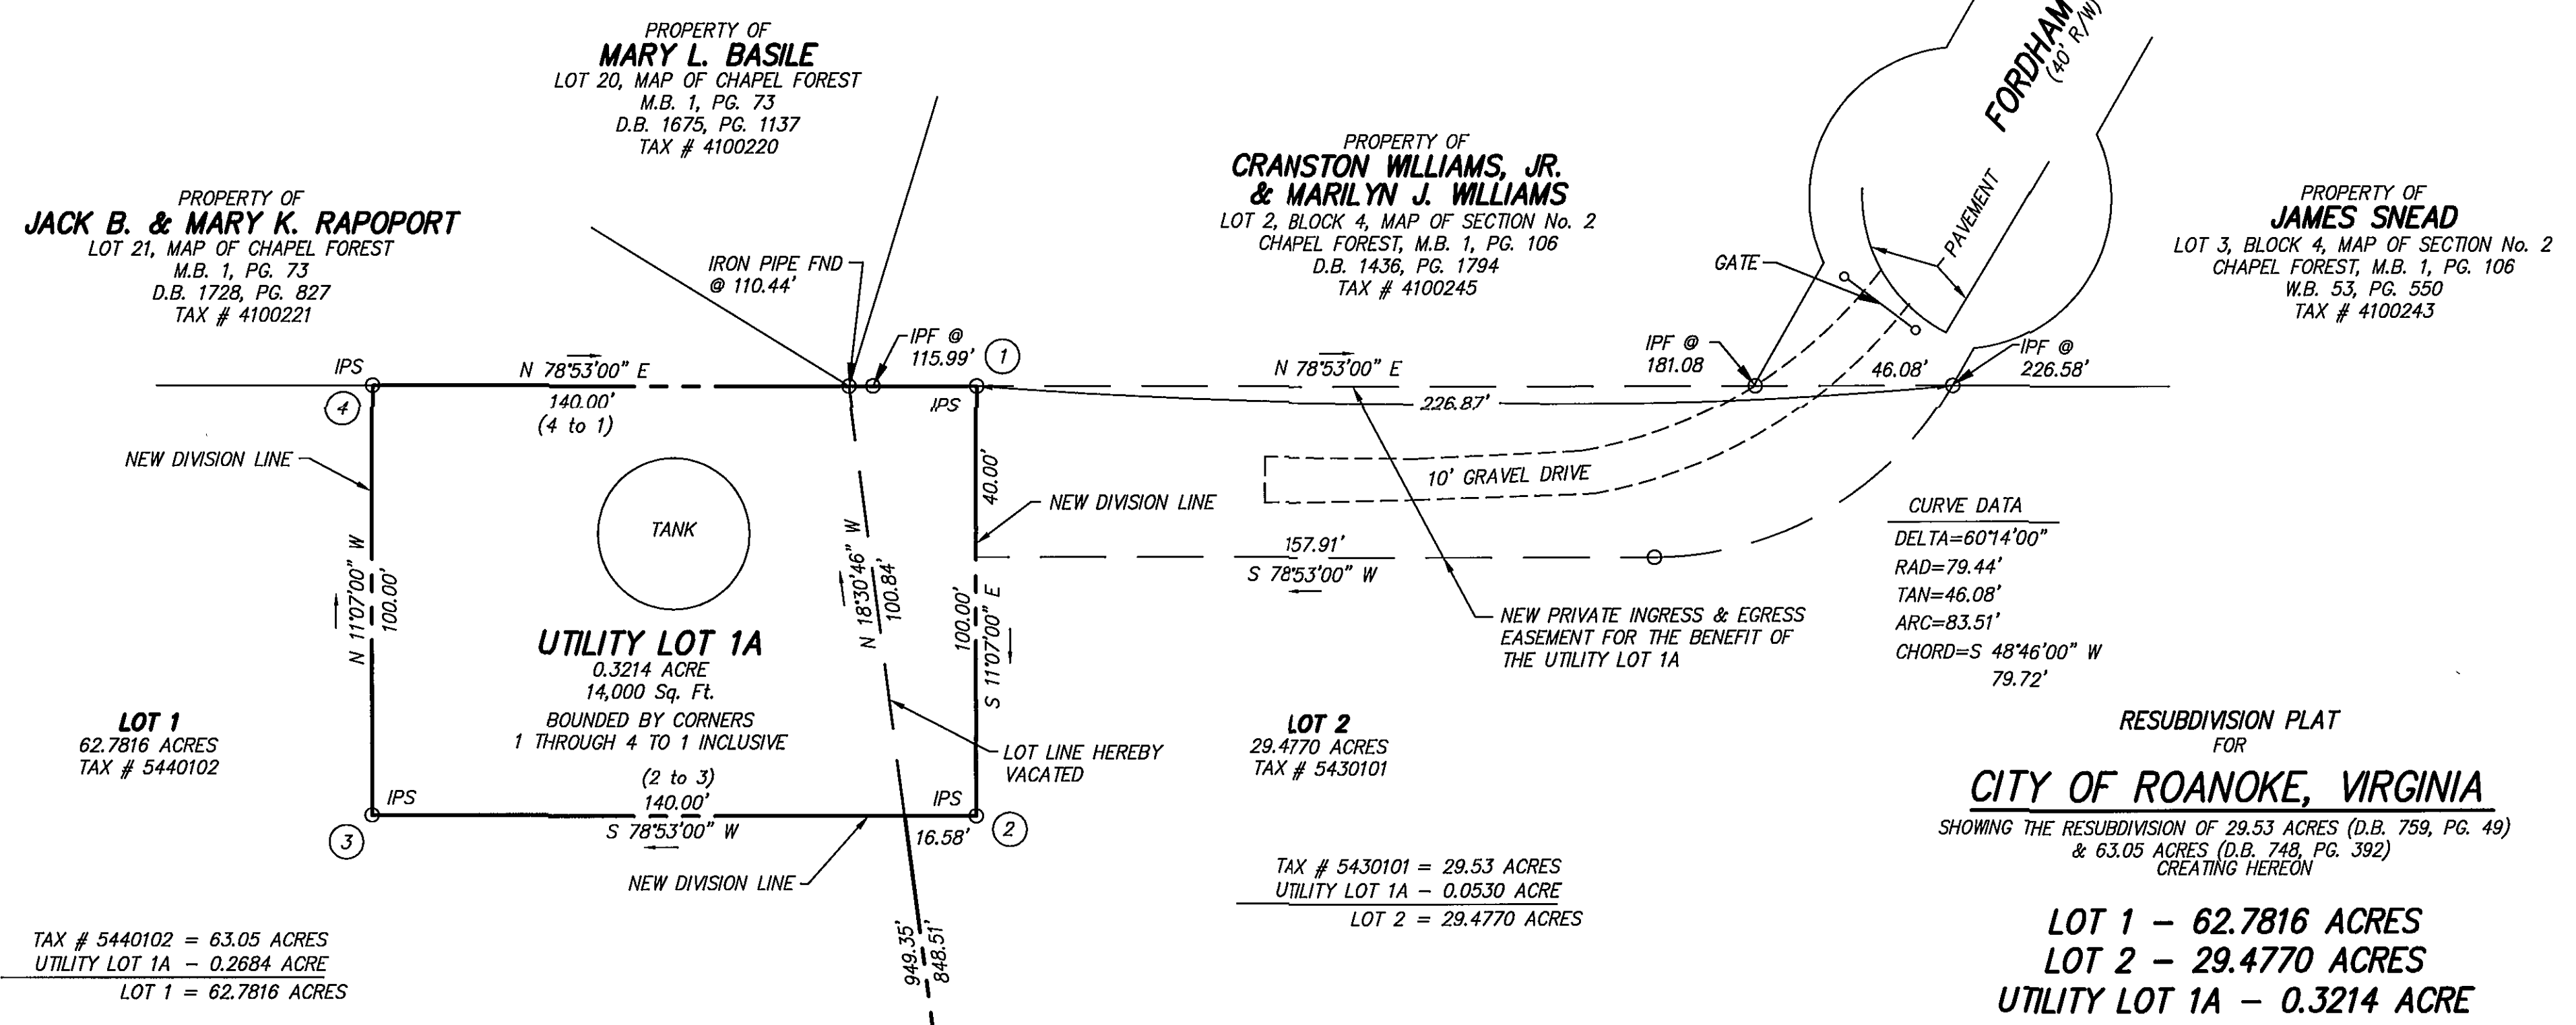 PROPERTY OF
MARY L. BASILE
LOT 20, MAP OF CHAPEL FOREST
M.B. 1, PG. 73
D.B. 1675, PG. 1137
TAX # 4100220
PROPERTY OF
JACK B. & MARY K. RAPOPORT
LOT 21, MAP OF CHAPEL FOREST
M.B. 1, PG. 73
D.B. 1728, PG. 827
TAX # 4100221
PROPERTY OF
CRANSTON WILLIAMS, JR.
& MARILYN J. WILLIAMS
LOT 2, BLOCK 4, MAP OF SECTION No. 2
CHAPEL FOREST, M.B. 1, PG. 106
D.B. 1436, PG. 1794
TAX # 4100245
FORDHAM
(40' R/W)
PAVEMENT
GATE
PROPERTY OF
JAMES SNEAD
LOT 3, BLOCK 4, MAP OF SECTION No. 2
CHAPEL FOREST, M.B. 1, PG. 106
W.B. 53, PG. 550
TAX # 4100243
IRON PIPE FND
@ 110.44'
IPF @
115.99'
1
IPS
4
N 78°53'00" E
140.00'
(4 to 1)
IPS
N 78°53'00" E
226.87'
IPF @
181.08
46.08'
IPF @
226.58'
NEW DIVISION LINE
TANK
40.00'
NEW DIVISION LINE
10' GRAVEL DRIVE
157.91'
S 78°53'00" W
N 11°07'00" W
100.00'
N 18°30'46" W
100.84'
100.00'
S 11°07'00" E
NEW PRIVATE INGRESS & EGRESS
EASEMENT FOR THE BENEFIT OF
THE UTILITY LOT 1A
CURVE DATA
DELTA=60°14'00"
RAD=79.44'
TAN=46.08'
ARC=83.51'
CHORD=S 48°46'00" W
79.72'
UTILITY LOT 1A
0.3214 ACRE
14,000 Sq. Ft.
BOUNDED BY CORNERS
1 THROUGH 4 TO 1 INCLUSIVE
(2 to 3)
140.00'
S 78°53'00" W
IPS
3
IPS
2
16.58'
NEW DIVISION LINE
LOT LINE HEREBY
VACATED
LOT 1
62.7816 ACRES
TAX # 5440102
LOT 2
29.4770 ACRES
TAX # 5430101
TAX # 5440102 = 63.05 ACRES
UTILITY LOT 1A - 0.2684 ACRE
LOT 1 = 62.7816 ACRES
949.35'
848.51'
TAX # 5430101 = 29.53 ACRES
UTILITY LOT 1A - 0.0530 ACRE
LOT 2 = 29.4770 ACRES
RESUBDIVISION PLAT
FOR
CITY OF ROANOKE, VIRGINIA
SHOWING THE RESUBDIVISION OF 29.53 ACRES (D.B. 759, PG. 49)
& 63.05 ACRES (D.B. 748, PG. 392)
CREATING HEREON
LOT 1 - 62.7816 ACRES
LOT 2 - 29.4770 ACRES
UTILITY LOT 1A - 0.3214 ACRE